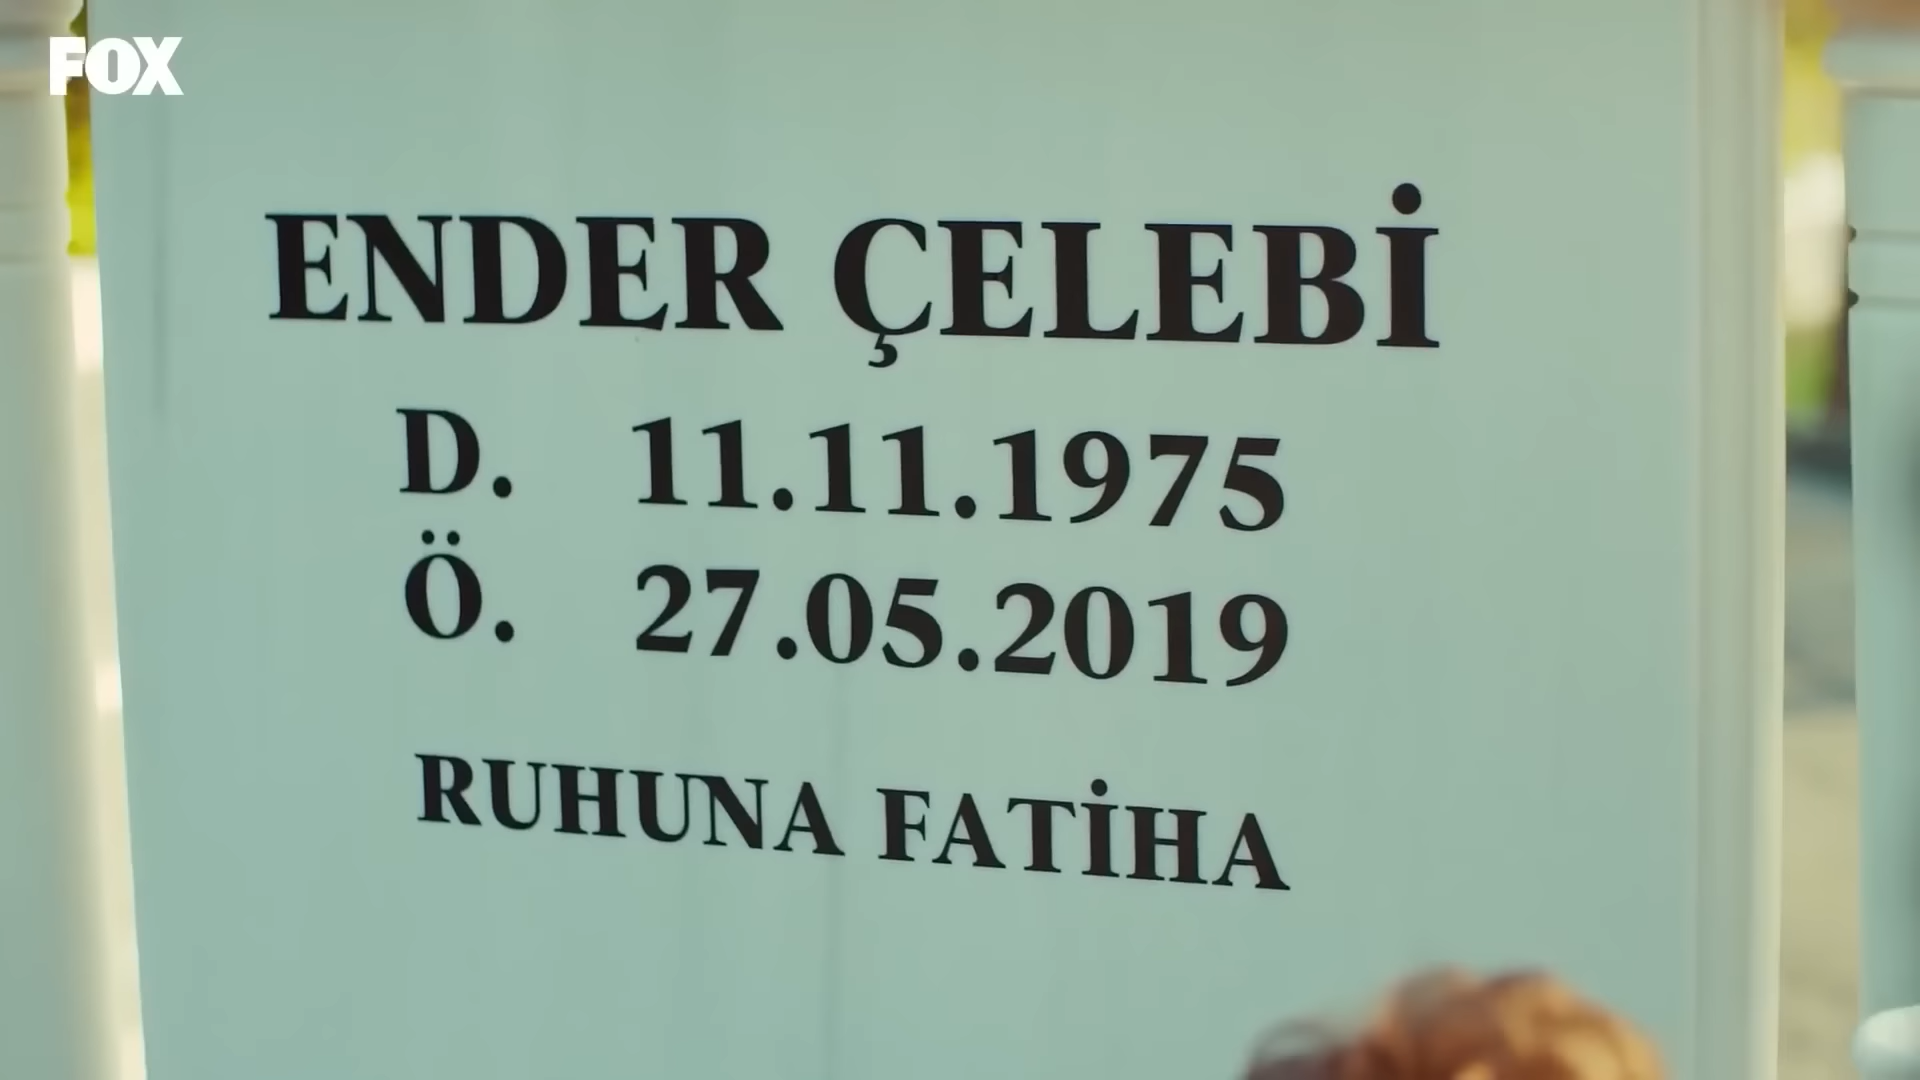 FOX
ENDER ÇELEBİ
D. 11.11.1975
Ö. 27.05.2019
RUHUNA FATİHA